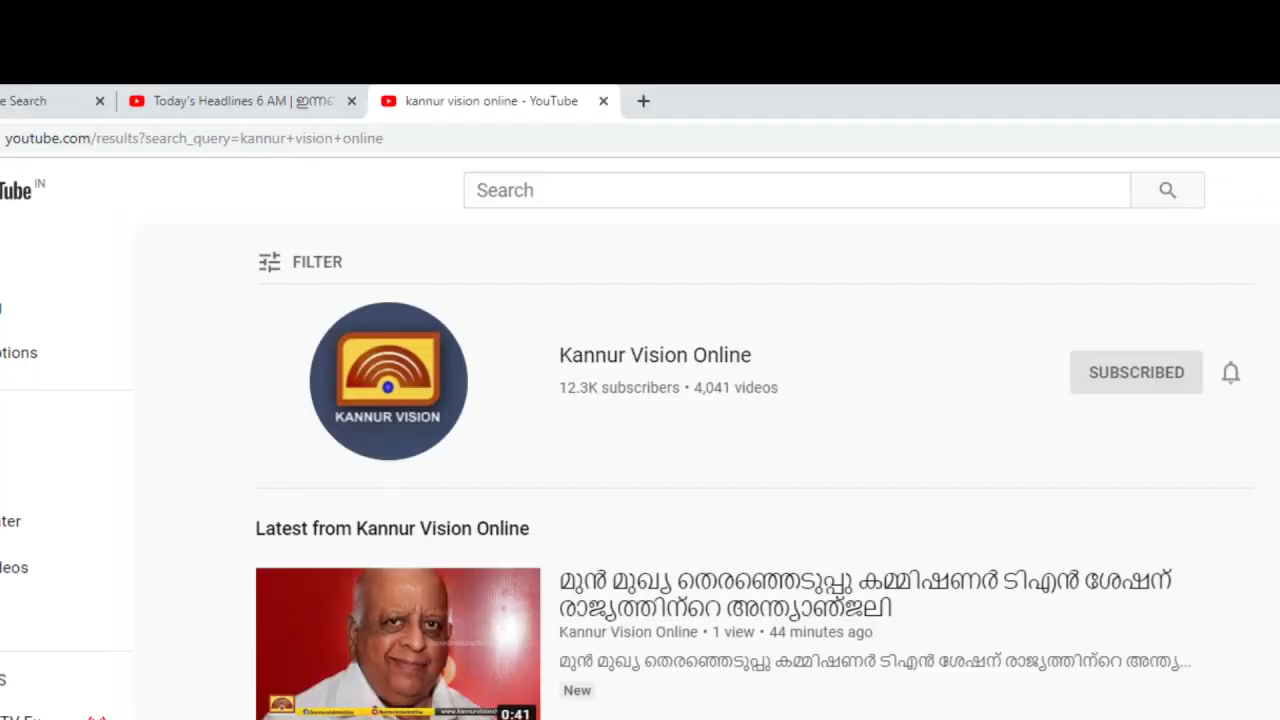 e Search
Today's Headlines 6 AM | ഇന്ന
kannur vision online - YouTube
youtube.com/results?search_query=kannur+vision+online
Tube IN
Search
FILTER
KANNUR VISION
Kannur Vision Online
12.3K subscribers • 4,041 videos
SUBSCRIBED
otions
Latest from Kannur Vision Online
ter
leos
മുൻ മുഖ്യ തെരഞ്ഞെടുപ്പു കമ്മിഷണർ ടിഎൻ ശേഷന്
രാജ്യത്തിന്റെ അന്ത്യാഞ്ജലി
Kannur Vision Online • 1 view • 44 minutes ago
മുൻ മുഖ്യ തെരഞ്ഞെടുപ്പു കമ്മിഷണർ ടിഎൻ ശേഷന് രാജ്യത്തിന്റെ അന്ത്യ...
New
0:41
S